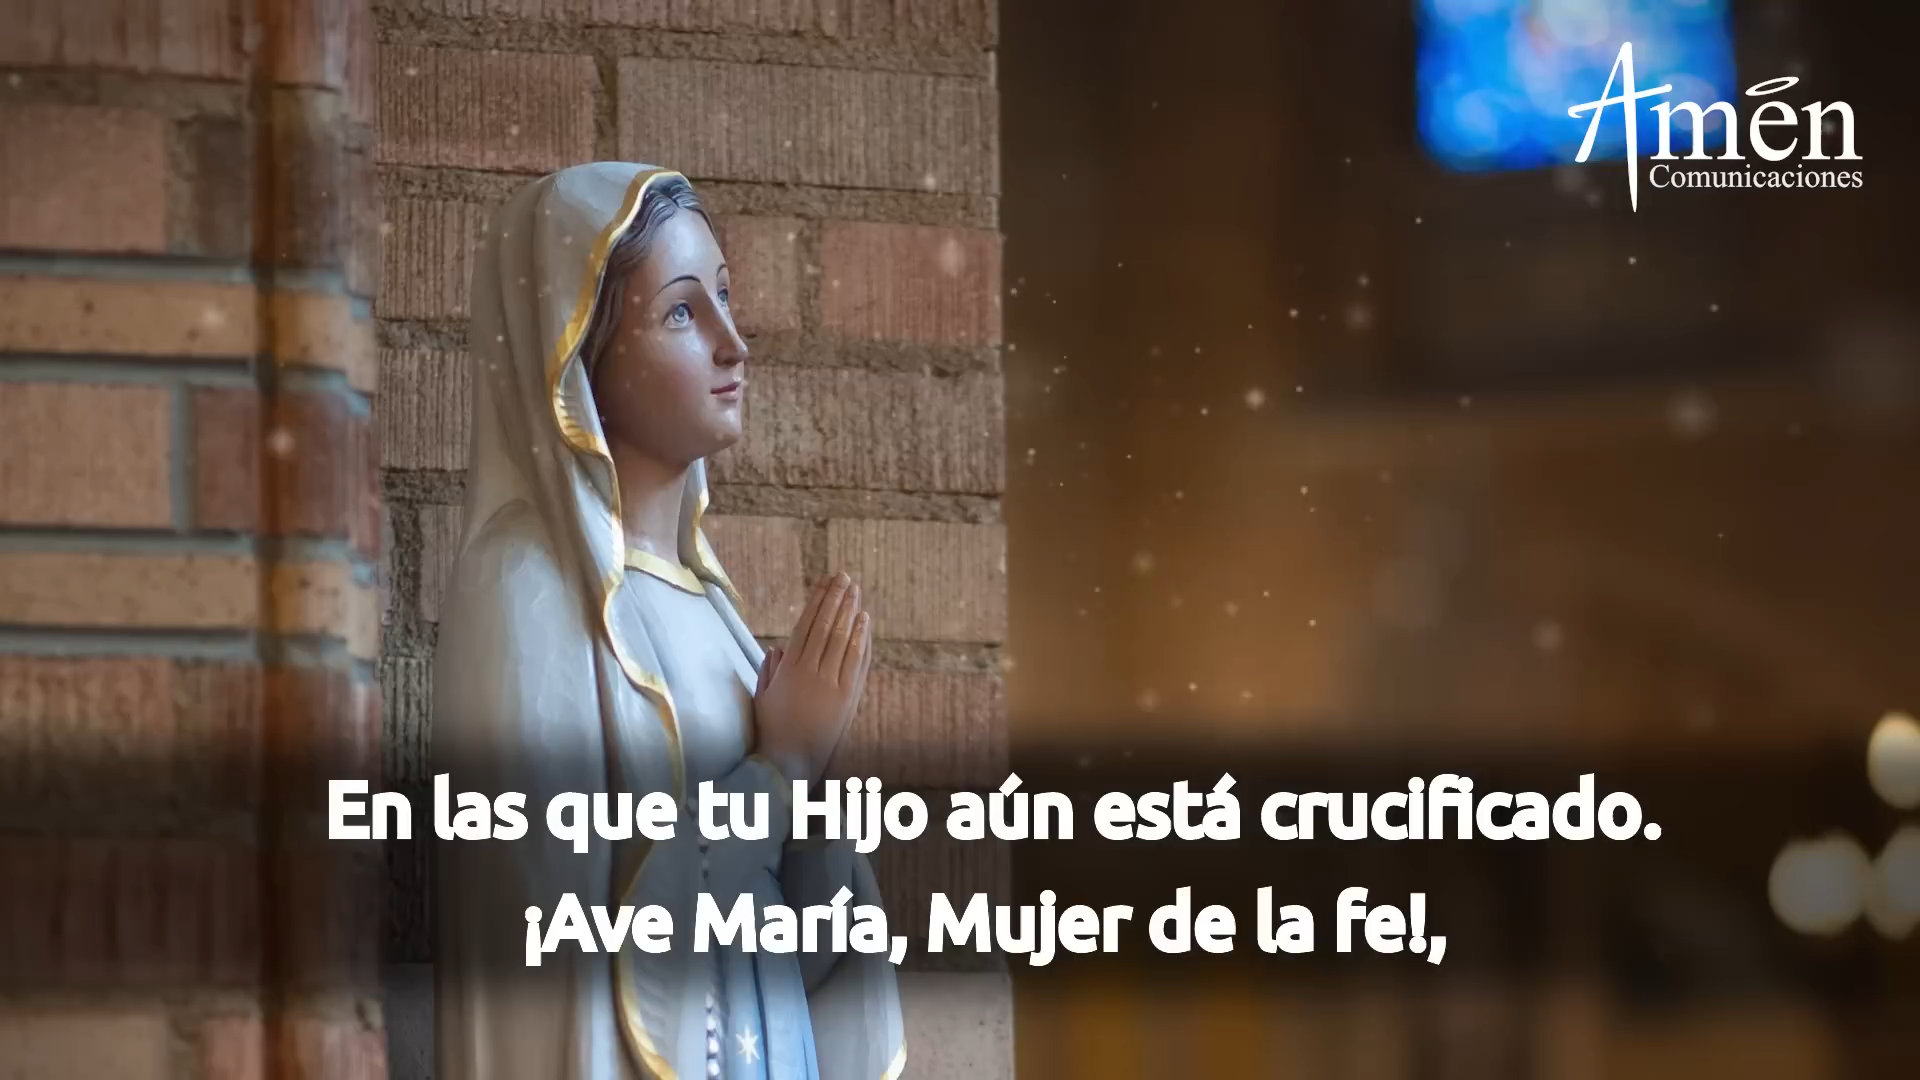 Amén
Comunicaciones
En las que tu Hijo aún está crucificado.
¡Ave María, Mujer de la fe!,